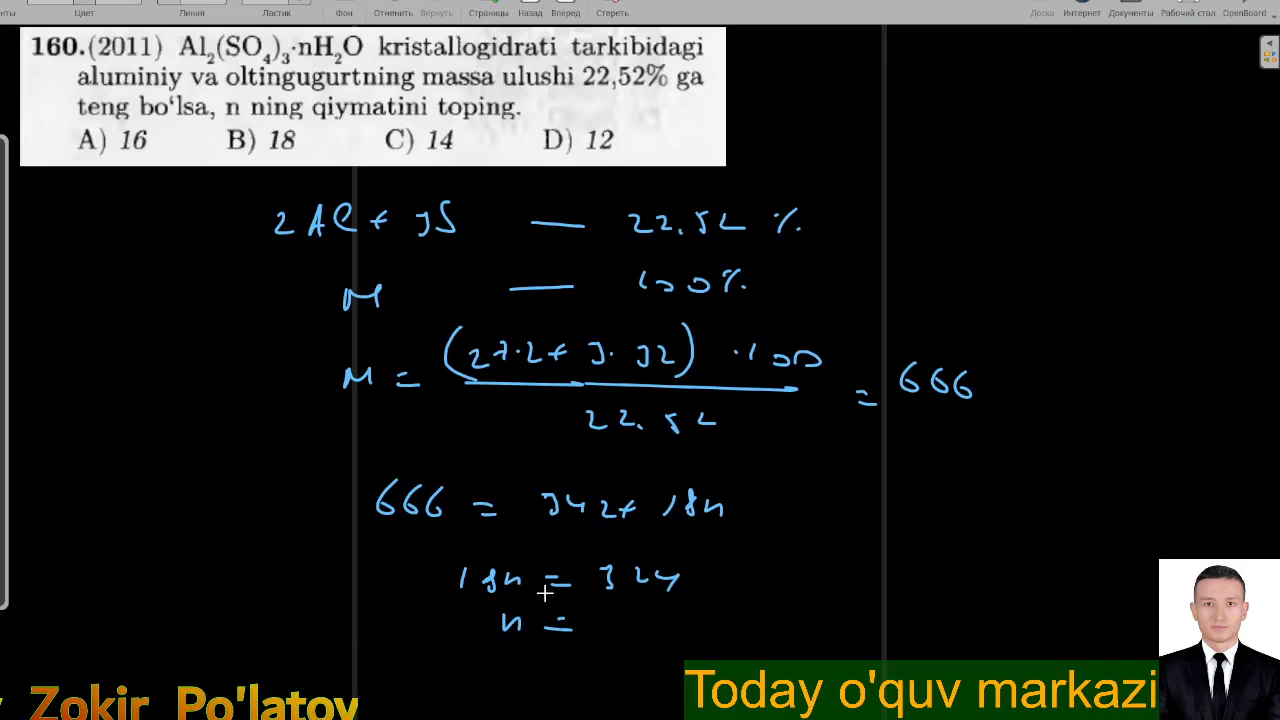 нты Цвет Линия Ластик Фон Отменить Вернуть Страницы Назад Вперед Стереть Доска Интернет Документы Рабочий стол OpenBoard
160.(2011) Al₂(SO₄)₃·nH₂O kristallogidrati tarkibidagi
aluminiy va oltingugurtning massa ulushi 22,52% ga
teng bo‘lsa, n ning qiymatini toping.
A) 16 B) 18 C) 14 D) 12
2Al + 3S — 22.52 %
M — 100%
M = (27·2+ 3·32) ·100 / 22.52 = 666
666 = 342+ 18n
18n = 324
n =
Zokir Po'latov
Today o'quv markazi